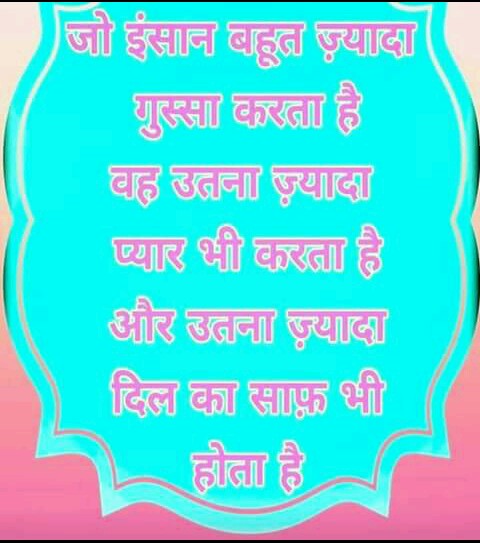 जो इंसान बहूत ज़्यादा
गुस्सा करता है
वह उतना ज़्यादा
प्यार भी करता है
और उतना ज़्यादा
दिल का साफ़ भी
होता है